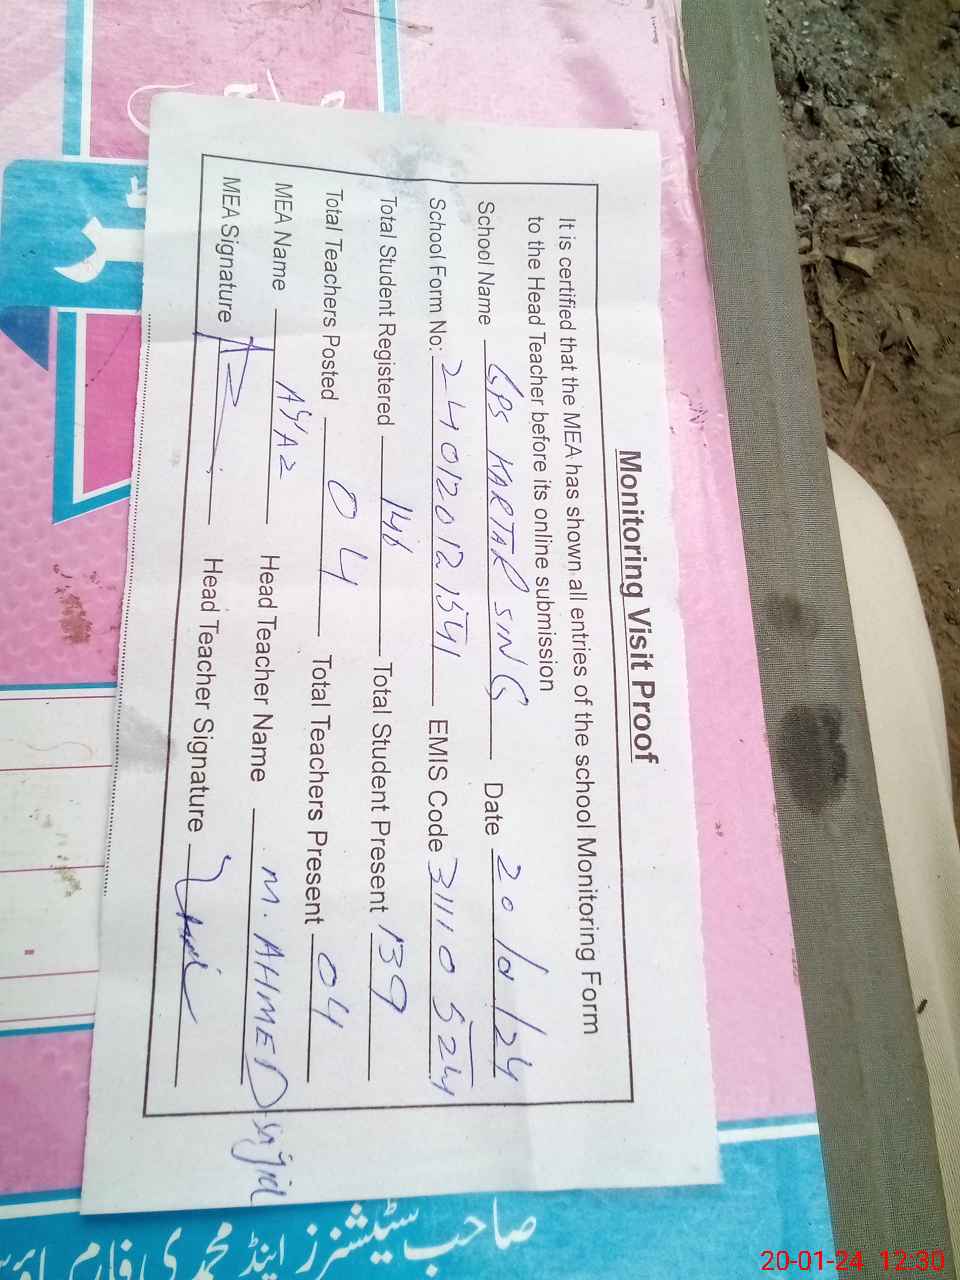 Monitoring Visit Proof
It is certified that the MEA has shown all entries of the school Monitoring Form
to the Head Teacher before its online submission
School Name GPS KARTAR SING Date 20/01/24
School Form No: 240120121541 EMIS Code 31110524
Total Student Registered 146 Total Student Present 139
Total Teachers Posted 04 Total Teachers Present 04
MEA Name AYAZ Head Teacher Name M. AHMED Sajid
MEA Signature Head Teacher Signature
صاحب سٹیشنرز اینڈ محمدی فارم ہاؤس
20-01-24 12:30